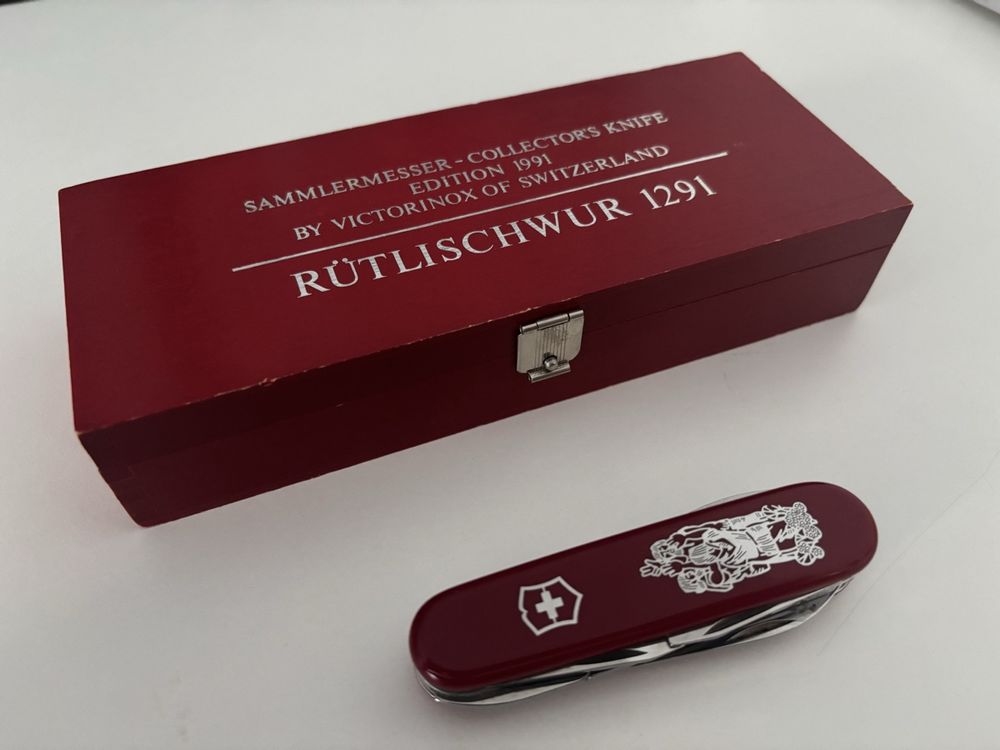 SAMMLERMESSER - COLLECTOR'S KNIFE
EDITION 1991
BY VICTORINOX OF SWITZERLAND
RÜTLISCHWUR 1291